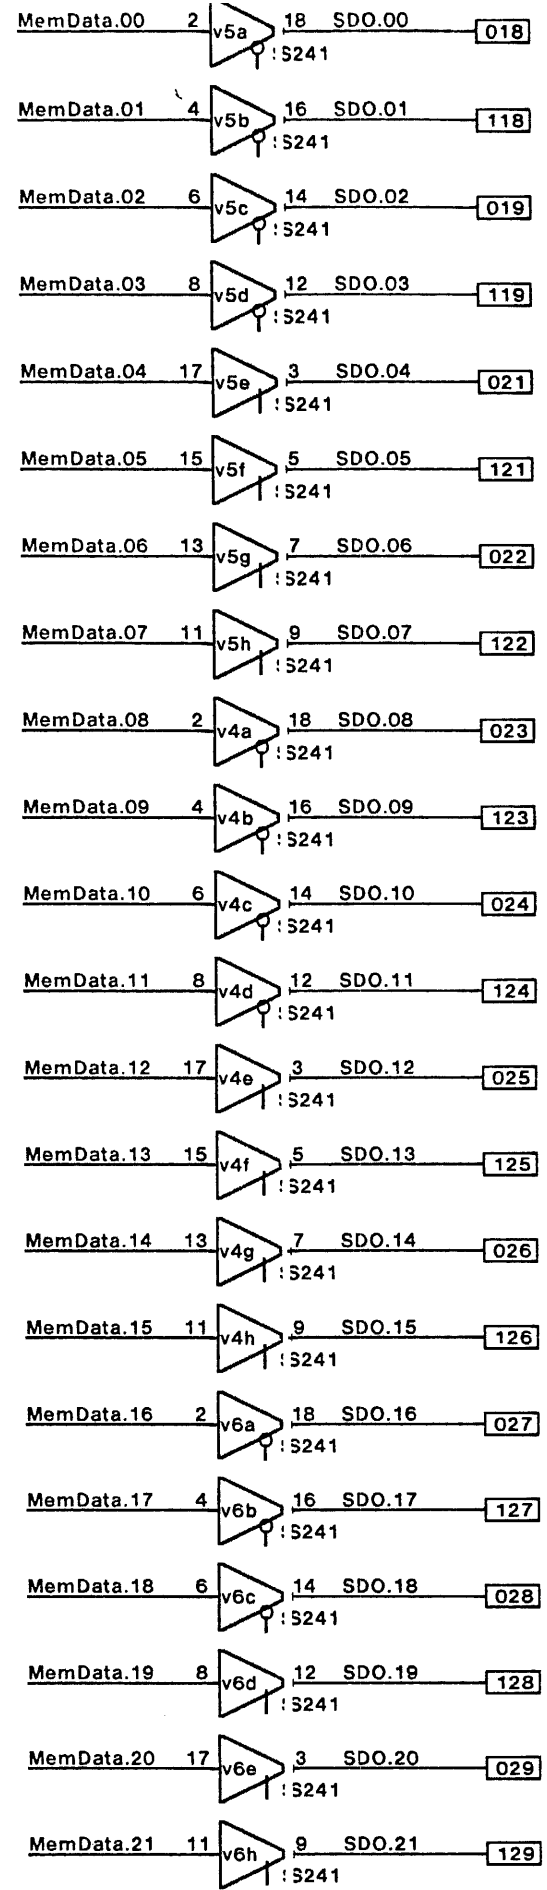 MemData.00 2 v5a 18 SDO.00 018
S241
MemData.01 4 v5b 16 SDO.01 118
S241
MemData.02 6 v5c 14 SDO.02 019
S241
MemData.03 8 v5d 12 SDO.03 119
S241
MemData.04 17 v5e 3 SDO.04 021
S241
MemData.05 15 v5f 5 SDO.05 121
S241
MemData.06 13 v5g 7 SDO.06 022
S241
MemData.07 11 v5h 9 SDO.07 122
S241
MemData.08 2 v4a 18 SDO.08 023
S241
MemData.09 4 v4b 16 SDO.09 123
S241
MemData.10 6 v4c 14 SDO.10 024
S241
MemData.11 8 v4d 12 SDO.11 124
S241
MemData.12 17 v4e 3 SDO.12 025
S241
MemData.13 15 v4f 5 SDO.13 125
S241
MemData.14 13 v4g 7 SDO.14 026
S241
MemData.15 11 v4h 9 SDO.15 126
S241
MemData.16 2 v6a 18 SDO.16 027
S241
MemData.17 4 v6b 16 SDO.17 127
S241
MemData.18 6 v6c 14 SDO.18 028
S241
MemData.19 8 v6d 12 SDO.19 128
S241
MemData.20 17 v6e 3 SDO.20 029
S241
MemData.21 11 v6h 9 SDO.21 129
S241